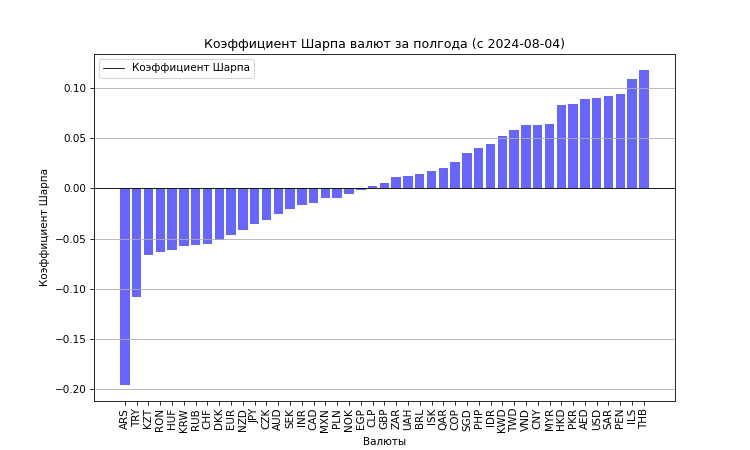 Коэффициент Шарпа валют за полгода (с 2024-08-04)
Коэффициент Шарпа
0.10
0.05
0.00
−0.05
−0.10
−0.15
−0.20
Коэффициент Шарпа
ARS TRY KZT RON HUF KRW RUB CHF DKK EUR NZD JPY CZK AUD SEK INR CAD MXN PLN NOK EGP CLP GBP ZAR UAH BRL ISK QAR COP SGD PHP IDR KWD TWD VND CNY MYR HKD PKR AED USD SAR PEN ILS THB
Валюты